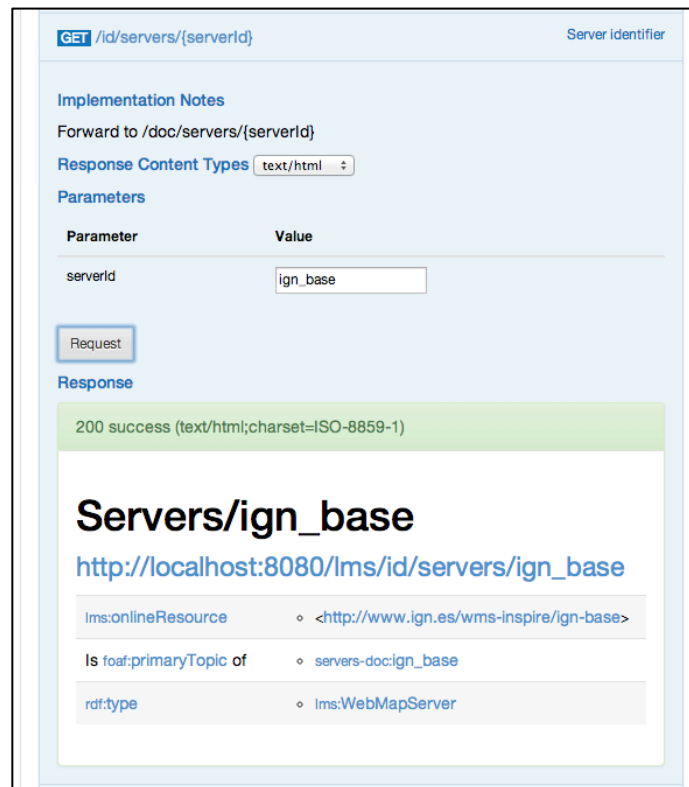 GET /id/servers/{serverId} Server identifier
Implementation Notes
Forward to /doc/servers/{serverId}
Response Content Types text/html
Parameters
Parameter Value
serverId ign_base
Request
Response
200 success (text/html;charset=ISO-8859-1)
Servers/ign_base
http://localhost:8080/lms/id/servers/ign_base
lms:onlineResource <http://www.ign.es/wms-inspire/ign-base>
Is foaf:primaryTopic of servers-doc:ign_base
rdf:type lms:WebMapServer